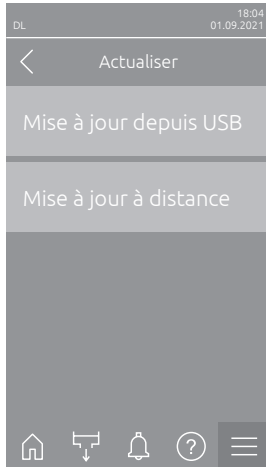 18:04
DL 01.09.2021
Actualiser
Mise à jour depuis USB
Mise à jour à distance
?